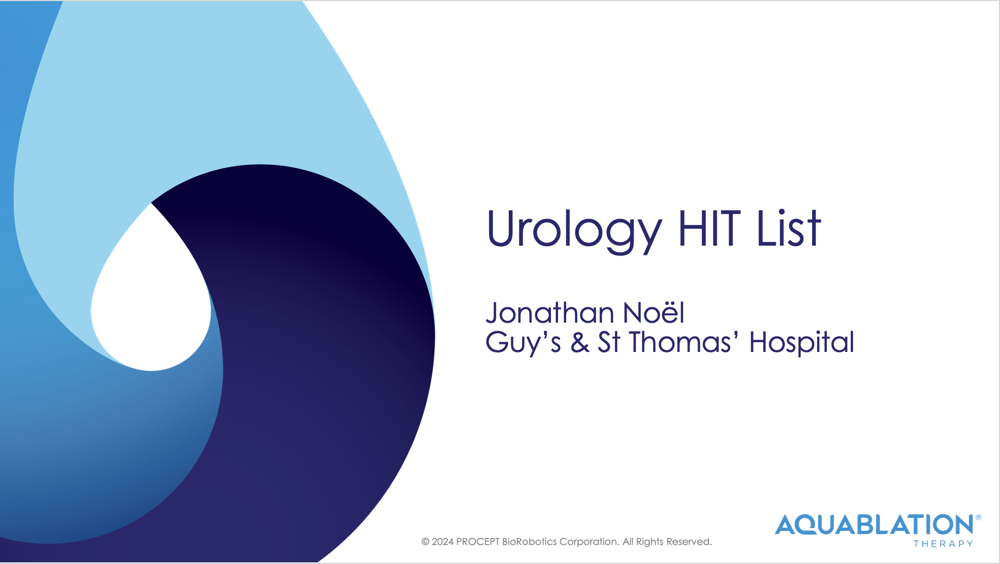 Urology HIT List
Jonathan Noël
Guy’s & St Thomas’ Hospital
© 2024 PROCEPT BioRobotics Corporation. All Rights Reserved.
AQUABLATION®
THERAPY